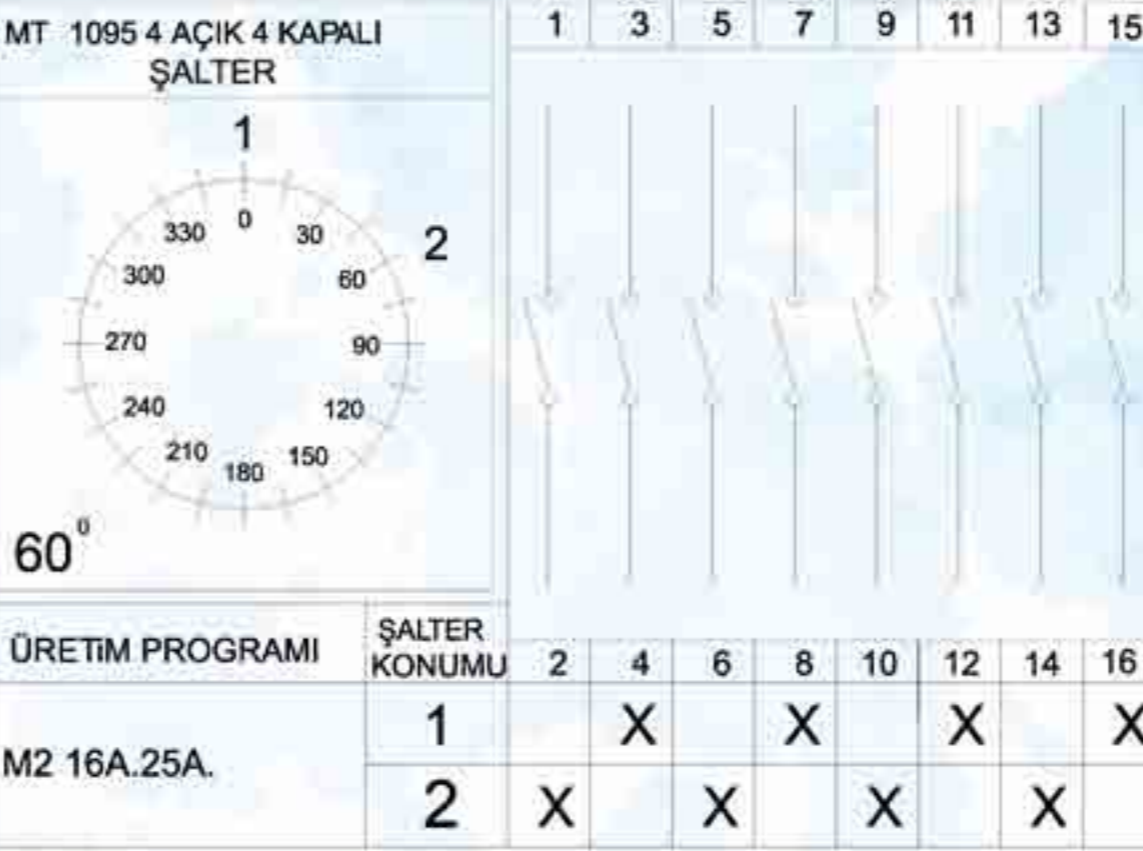 MT 1095 4 AÇIK 4 KAPALI
ŞALTER
1
2
0
30
60
90
120
150
180
210
240
270
300
330
60⁰
1 3 5 7 9 11 13 15
ÜRETİM PROGRAMI
ŞALTER
KONUMU
2 4 6 8 10 12 14 16
M2 16A.25A.
1 X X X X
2 X X X X